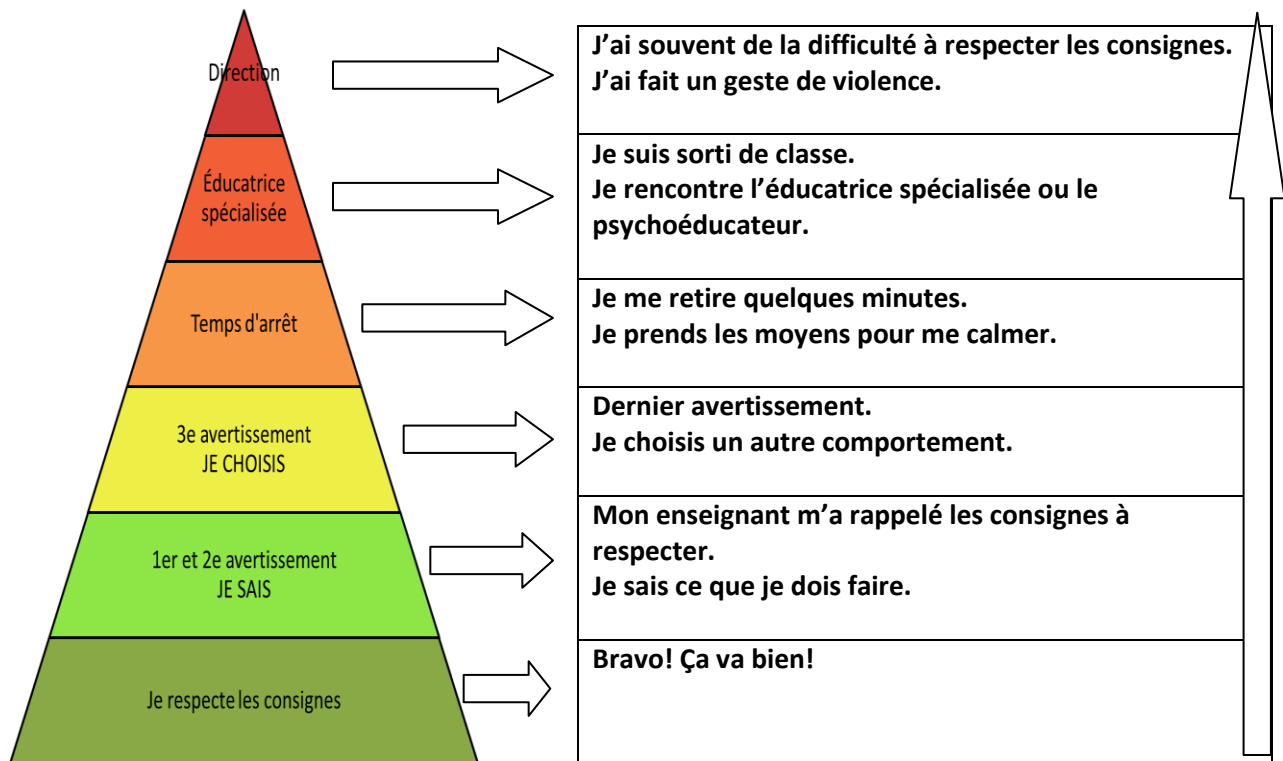 Direction
J’ai souvent de la difficulté à respecter les consignes.
J’ai fait un geste de violence.
Éducatrice
spécialisée
Je suis sorti de classe.
Je rencontre l’éducatrice spécialisée ou le
psychoéducateur.
Temps d'arrêt
Je me retire quelques minutes.
Je prends les moyens pour me calmer.
3e avertissement
JE CHOISIS
Dernier avertissement.
Je choisis un autre comportement.
1er et 2e avertissement
JE SAIS
Mon enseignant m’a rappelé les consignes à
respecter.
Je sais ce que je dois faire.
Je respecte les consignes
Bravo! Ça va bien!